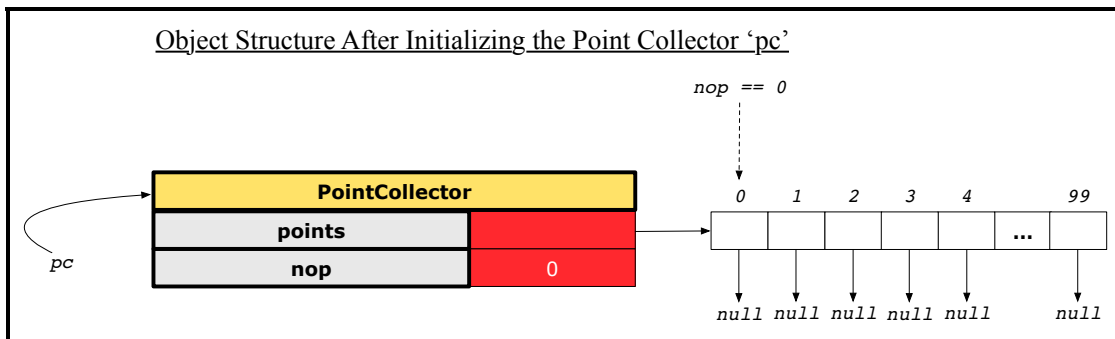 Object Structure After Initializing the Point Collector ‘pc’
nop == 0
PointCollector
0 1 2 3 4 99
points
...
pc
nop 0
null null null null null null